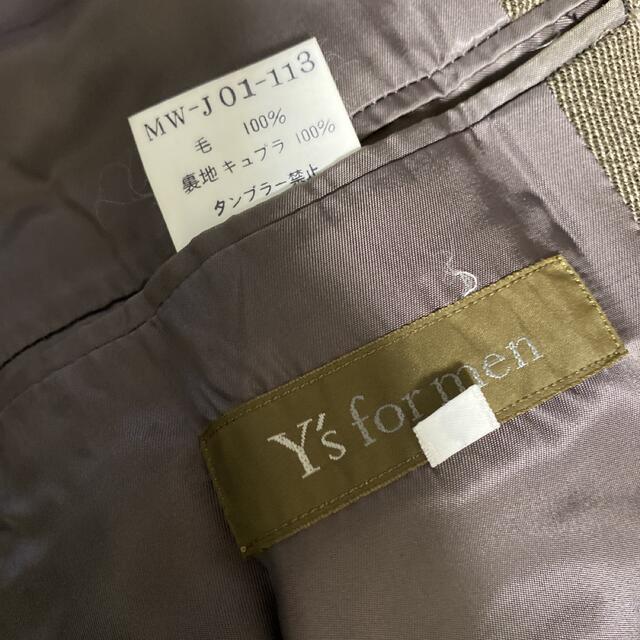 MW-J 01-113
毛 100%
裏地 キュプラ 100%
タンブラー禁止
Y's for men